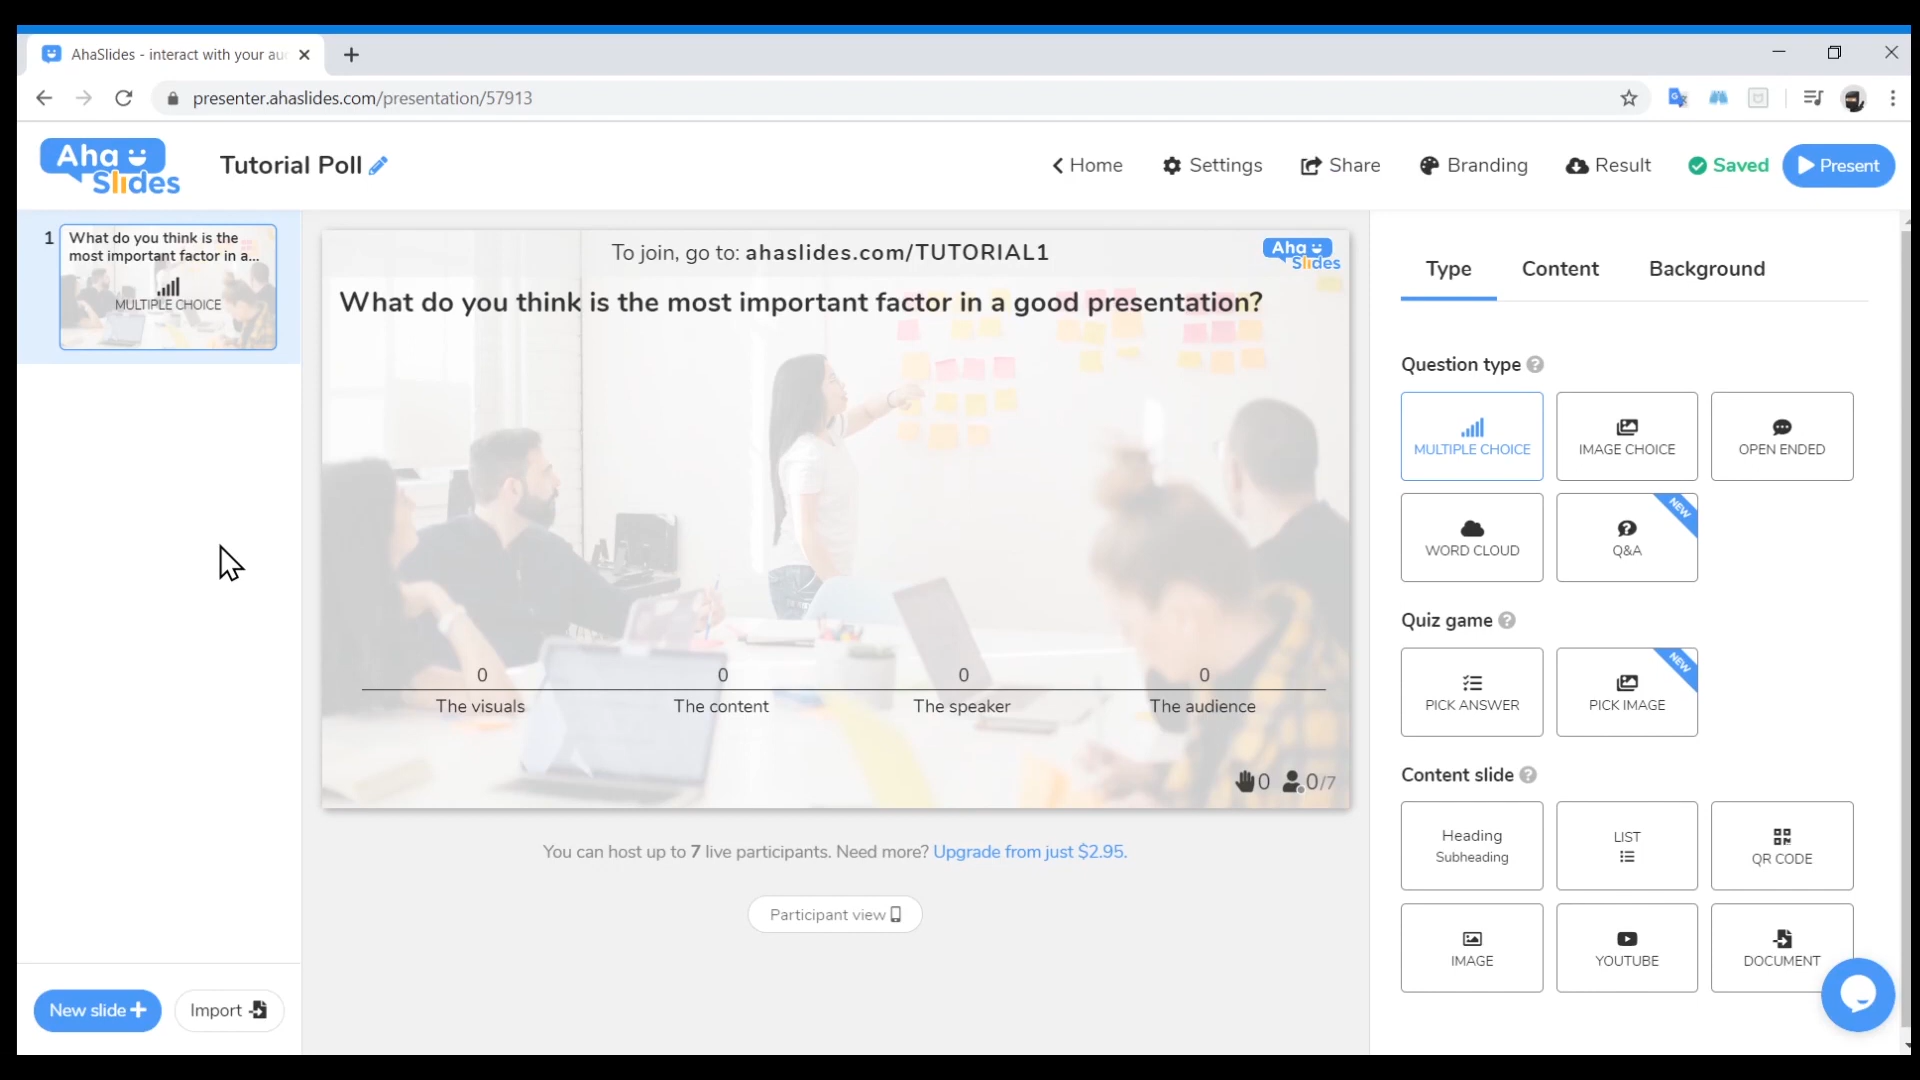 AhaSlides - interact with your au
presenter.ahaslides.com/presentation/57913
Aha Slides
Tutorial Poll
Home
Settings
Share
Branding
Result
Saved
Present
1
What do you think is the
most important factor in a...
MULTIPLE CHOICE
To join, go to: ahaslides.com/TUTORIAL1
Aha Slides
What do you think is the most important factor in a good presentation?
0 0 0 0
The visuals The content The speaker The audience
0 0/7
You can host up to 7 live participants. Need more? Upgrade from just $2.95.
Participant view
New slide
Import
Type Content Background
Question type
MULTIPLE CHOICE
IMAGE CHOICE
OPEN ENDED
WORD CLOUD
NEW
Q&A
Quiz game
PICK ANSWER
NEW
PICK IMAGE
Content slide
Heading
Subheading
LIST
QR CODE
IMAGE
YOUTUBE
DOCUMENT